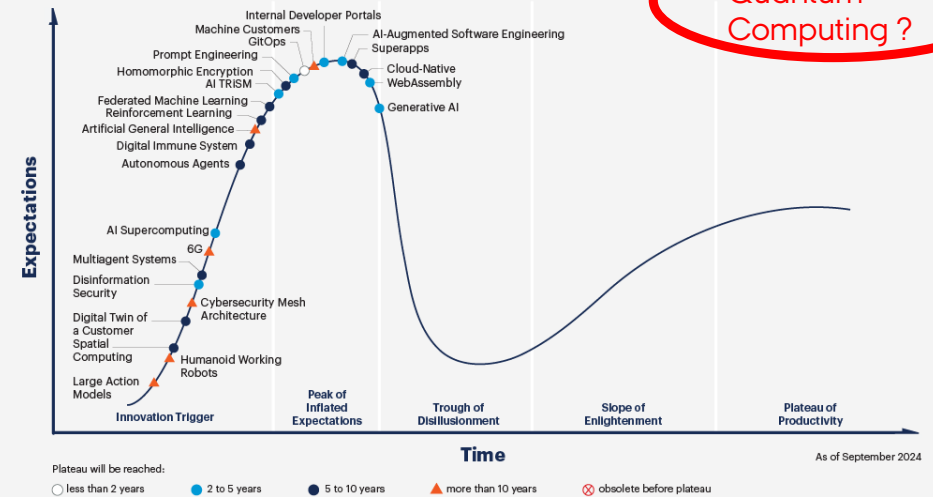 Quantum
Computing ?
Internal Developer Portals
Machine Customers
GitOps
AI-Augmented Software Engineering
Superapps
Prompt Engineering
Homomorphic Encryption
Cloud-Native
WebAssembly
AI TRiSM
Federated Machine Learning
Generative AI
Reinforcement Learning
Artificial General Intelligence
Digital Immune System
Autonomous Agents
AI Supercomputing
6G
Multiagent Systems
Disinformation
Security
Cybersecurity Mesh
Architecture
Digital Twin of
a Customer
Spatial
Computing
Humanoid Working
Robots
Large Action
Models
Expectations
Innovation Trigger
Peak of
Inflated
Expectations
Trough of
Disillusionment
Slope of
Enlightenment
Plateau of
Productivity
Time
As of September 2024
Plateau will be reached:
less than 2 years
2 to 5 years
5 to 10 years
more than 10 years
obsolete before plateau